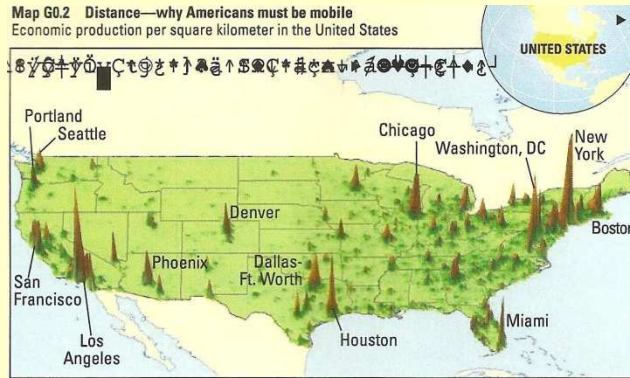 Map G0.2 Distance—why Americans must be mobile
Economic production per square kilometer in the United States
UNITED STATES
Portland
Seattle
Chicago
Washington, DC
New
York
Denver
Boston
San
Francisco
Phoenix
Dallas-
Ft. Worth
Los
Angeles
Houston
Miami